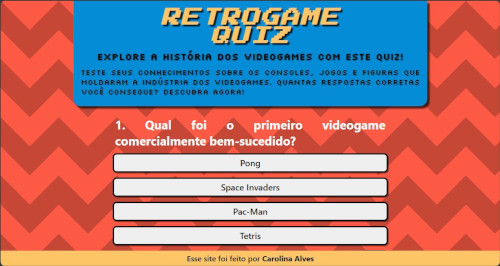 RETROGAME
QUIZ
EXPLORE A HISTÓRIA DOS VIDEOGAMES COM ESTE QUIZ!
TESTE SEUS CONHECIMENTOS SOBRE OS CONSOLES, JOGOS E FIGURAS QUE
MOLDARAM A INDÚSTRIA DOS VIDEOGAMES. QUANTAS RESPOSTAS CORRETAS
VOCÊ CONSEGUE? DESCUBRA AGORA!
1. Qual foi o primeiro videogame
comercialmente bem-sucedido?
Pong
Space Invaders
Pac-Man
Tetris
Esse site foi feito por Carolina Alves